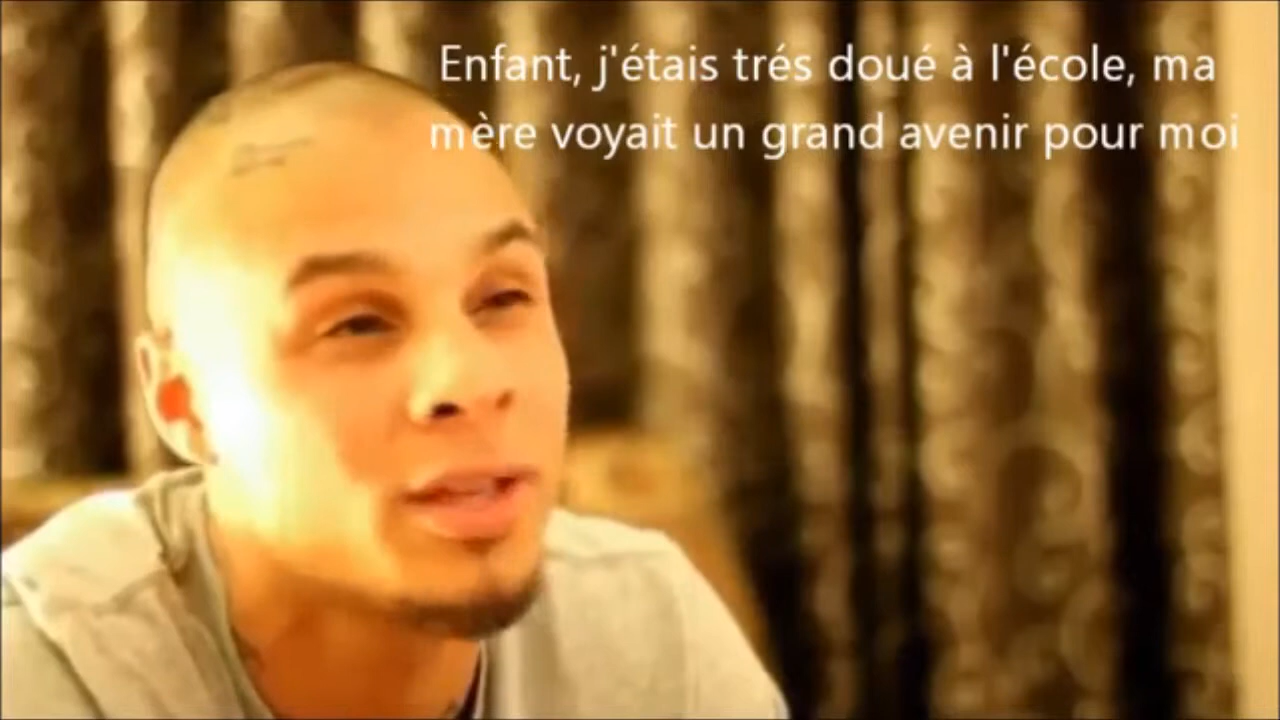 Enfant, j'étais trés doué à l'école, ma
mère voyait un grand avenir pour moi